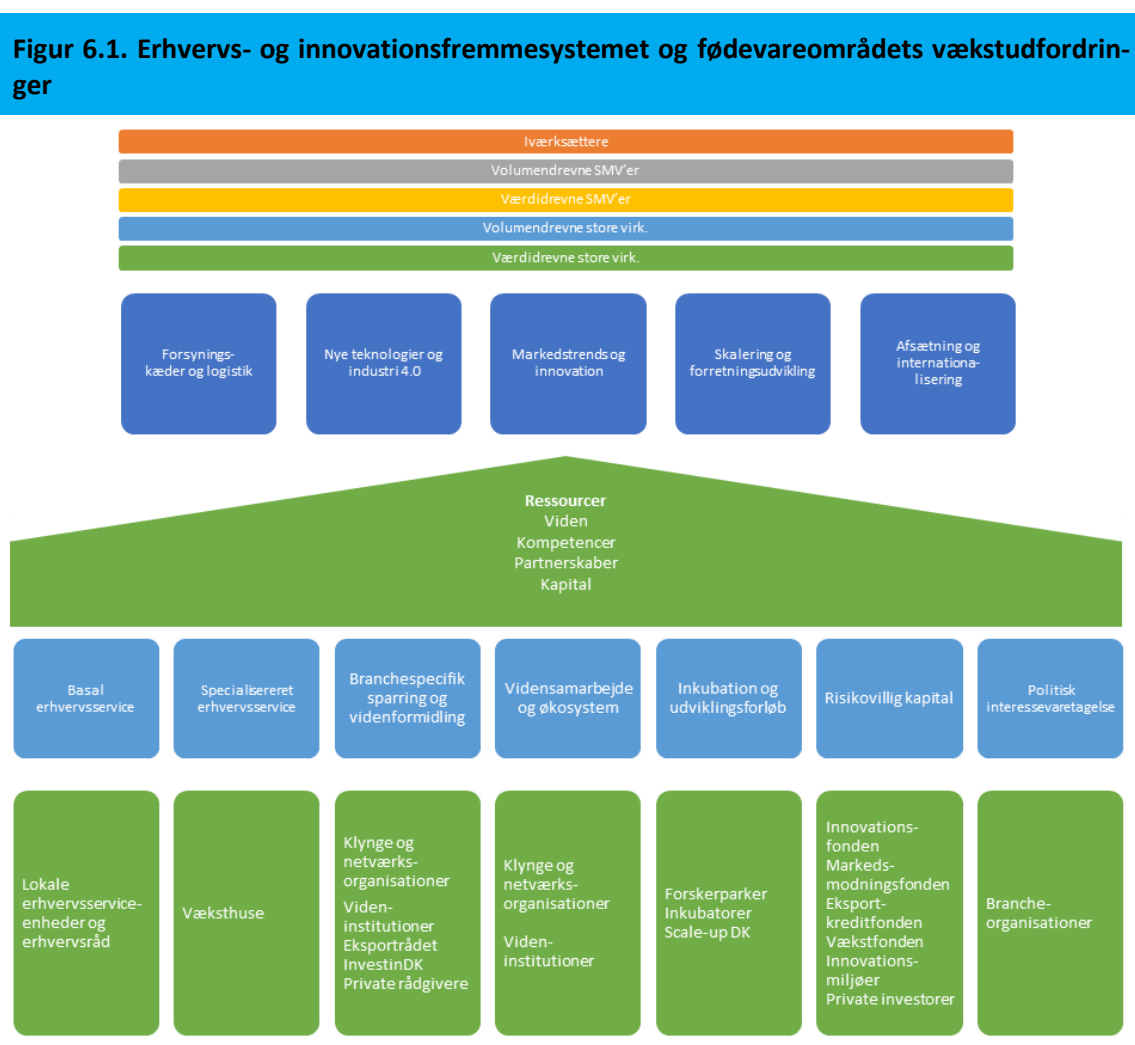 Figur 6.1. Erhvervs- og innovationsfremmesystemet og fødevareområdets vækstudfordrin-
ger
Iværksættere
Volumendrevne SMV'er
Værdidrevne SMV'er
Volumendrevne store virk.
Værdidrevne store virk.
Forsynings-
kæder og logistik
Nye teknologier og
industri 4.0
Markedstrends og
innovation
Skalering og
forretningsudvikling
Afsætning og
internationa-
lisering
Ressourcer
Viden
Kompetencer
Partnerskaber
Kapital
Basal
erhvervsservice
Specialisereret
erhvervsservice
Branchespecifik
sparring og
videnformidling
Vidensamarbejde
og økosystem
Inkubation og
udviklingsforløb
Risikovillig kapital
Politisk
interessevaretagelse
Lokale
erhvervsservice-
enheder og
erhvervsråd
Væksthuse
Klynge og
netværks-
organisationer
Viden-
institutioner
Eksportrådet
InvestinDK
Private rådgivere
Klynge og
netværks-
organisationer
Viden-
institutioner
Forskerparker
Inkubatorer
Scale-up DK
Innovations-
fonden
Markeds-
modningsfonden
Eksport-
kreditfonden
Vækstfonden
Innovations-
miljøer
Private investorer
Branche-
organisationer